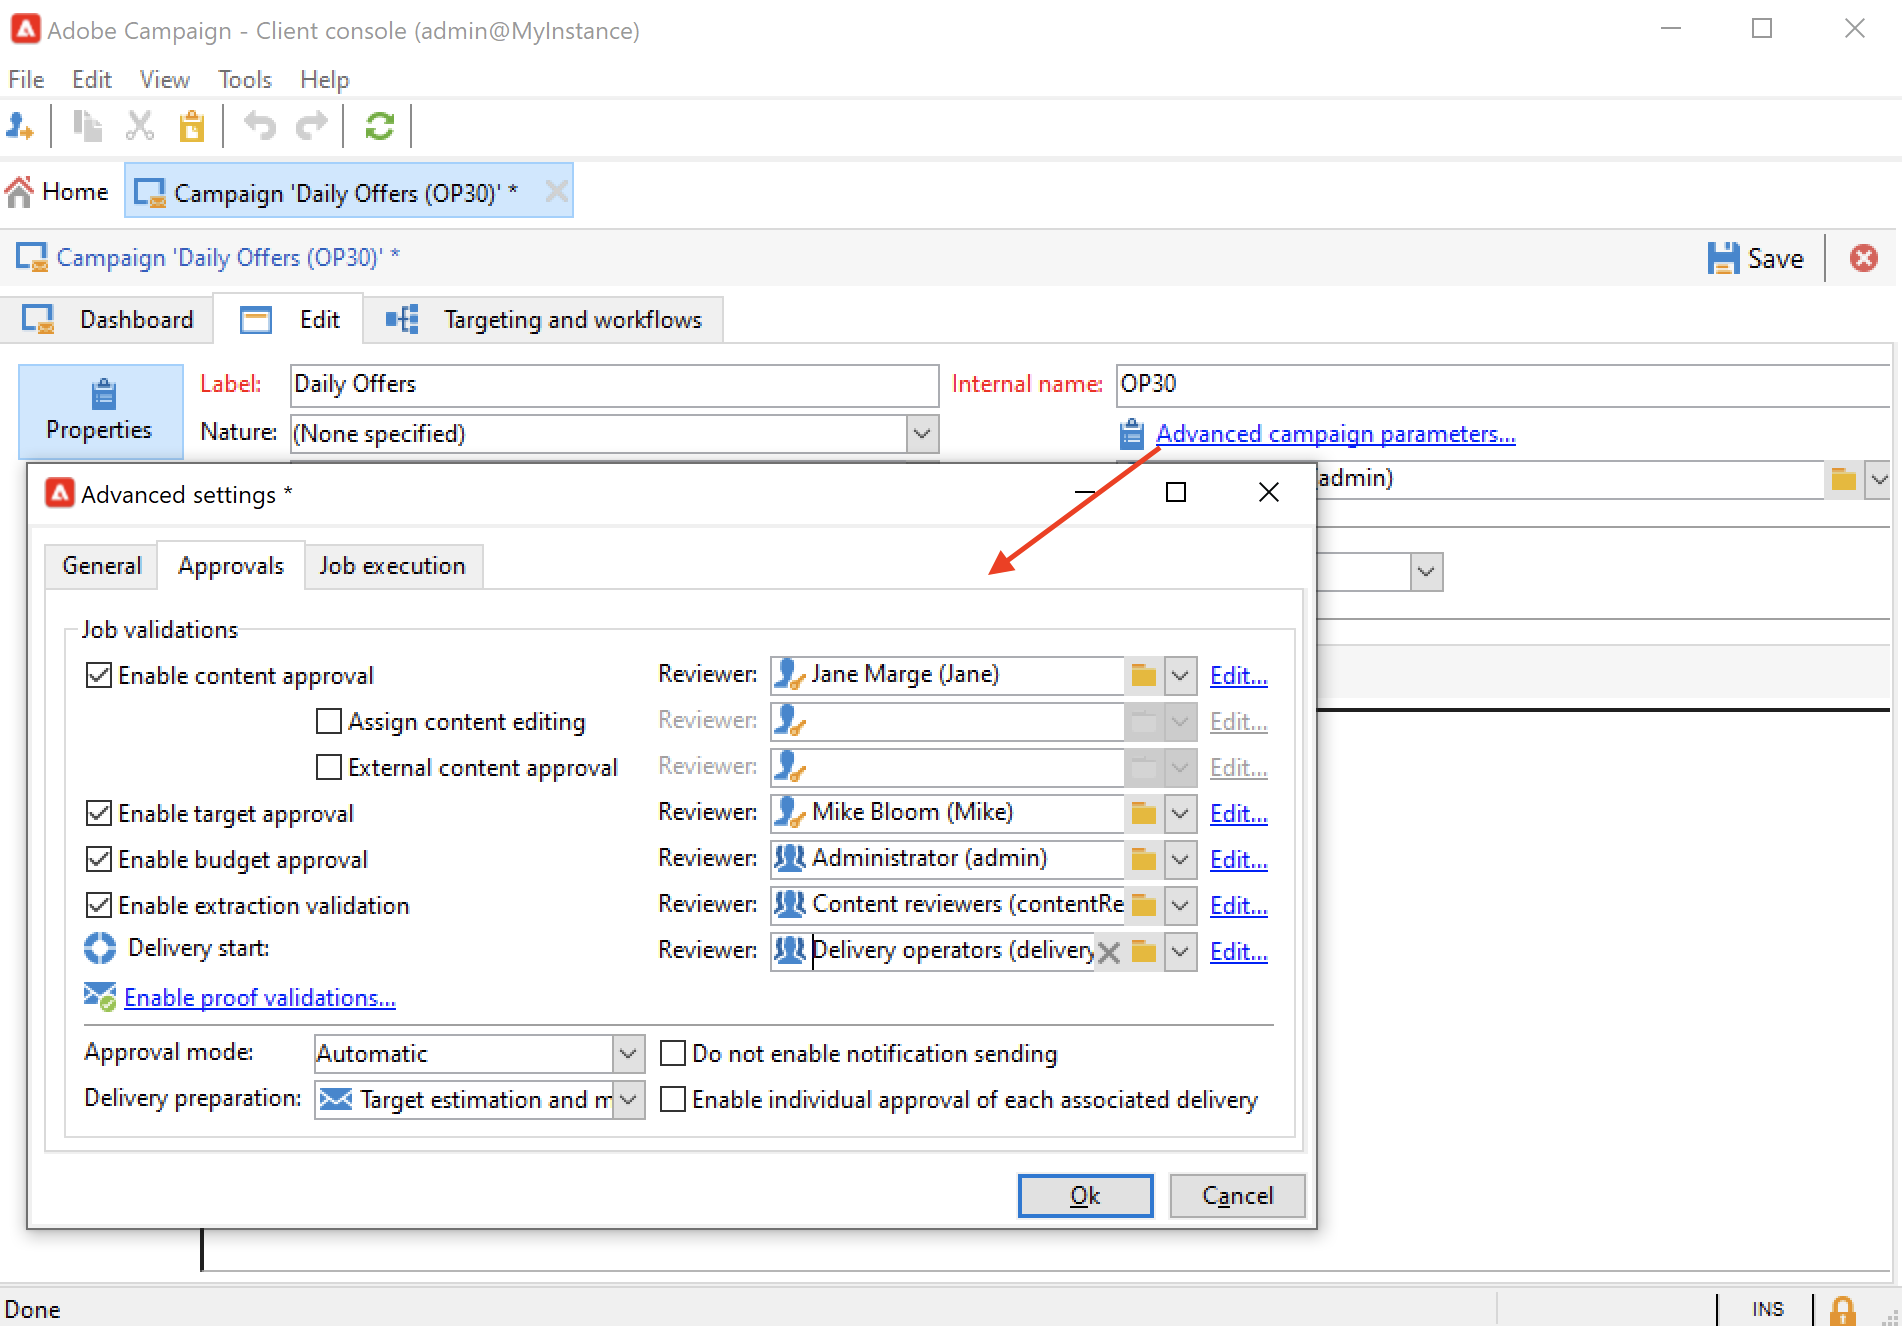 Adobe Campaign - Client console (admin@MyInstance)
File Edit View Tools Help
Home Campaign 'Daily Offers (OP30)' *
Campaign 'Daily Offers (OP30)' * Save
Dashboard Edit Targeting and workflows
Properties
Label: Daily Offers Internal name: OP30
Nature: (None specified) Advanced campaign parameters...
(admin)
Advanced settings *
General Approvals Job execution
Job validations
Enable content approval Reviewer: Jane Marge (Jane) Edit...
Assign content editing Reviewer: Edit...
External content approval Reviewer: Edit...
Enable target approval Reviewer: Mike Bloom (Mike) Edit...
Enable budget approval Reviewer: Administrator (admin) Edit...
Enable extraction validation Reviewer: Content reviewers (contentRe Edit...
Delivery start: Reviewer: Delivery operators (delivery Edit...
Enable proof validations...
Approval mode: Automatic Do not enable notification sending
Delivery preparation: Target estimation and m Enable individual approval of each associated delivery
Ok Cancel
Done INS